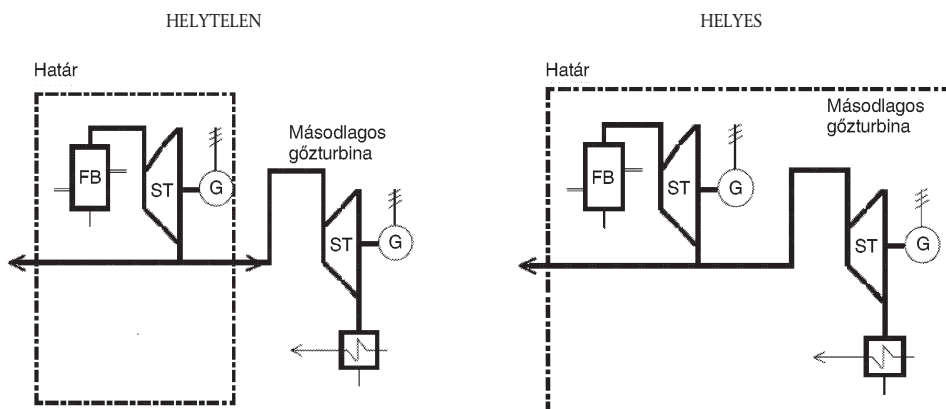 HELYTELEN
Határ
FB
ST
G
Másodlagos
gőzturbina
ST
G
HELYES
Határ
Másodlagos
gőzturbina
FB
ST
G
ST
G